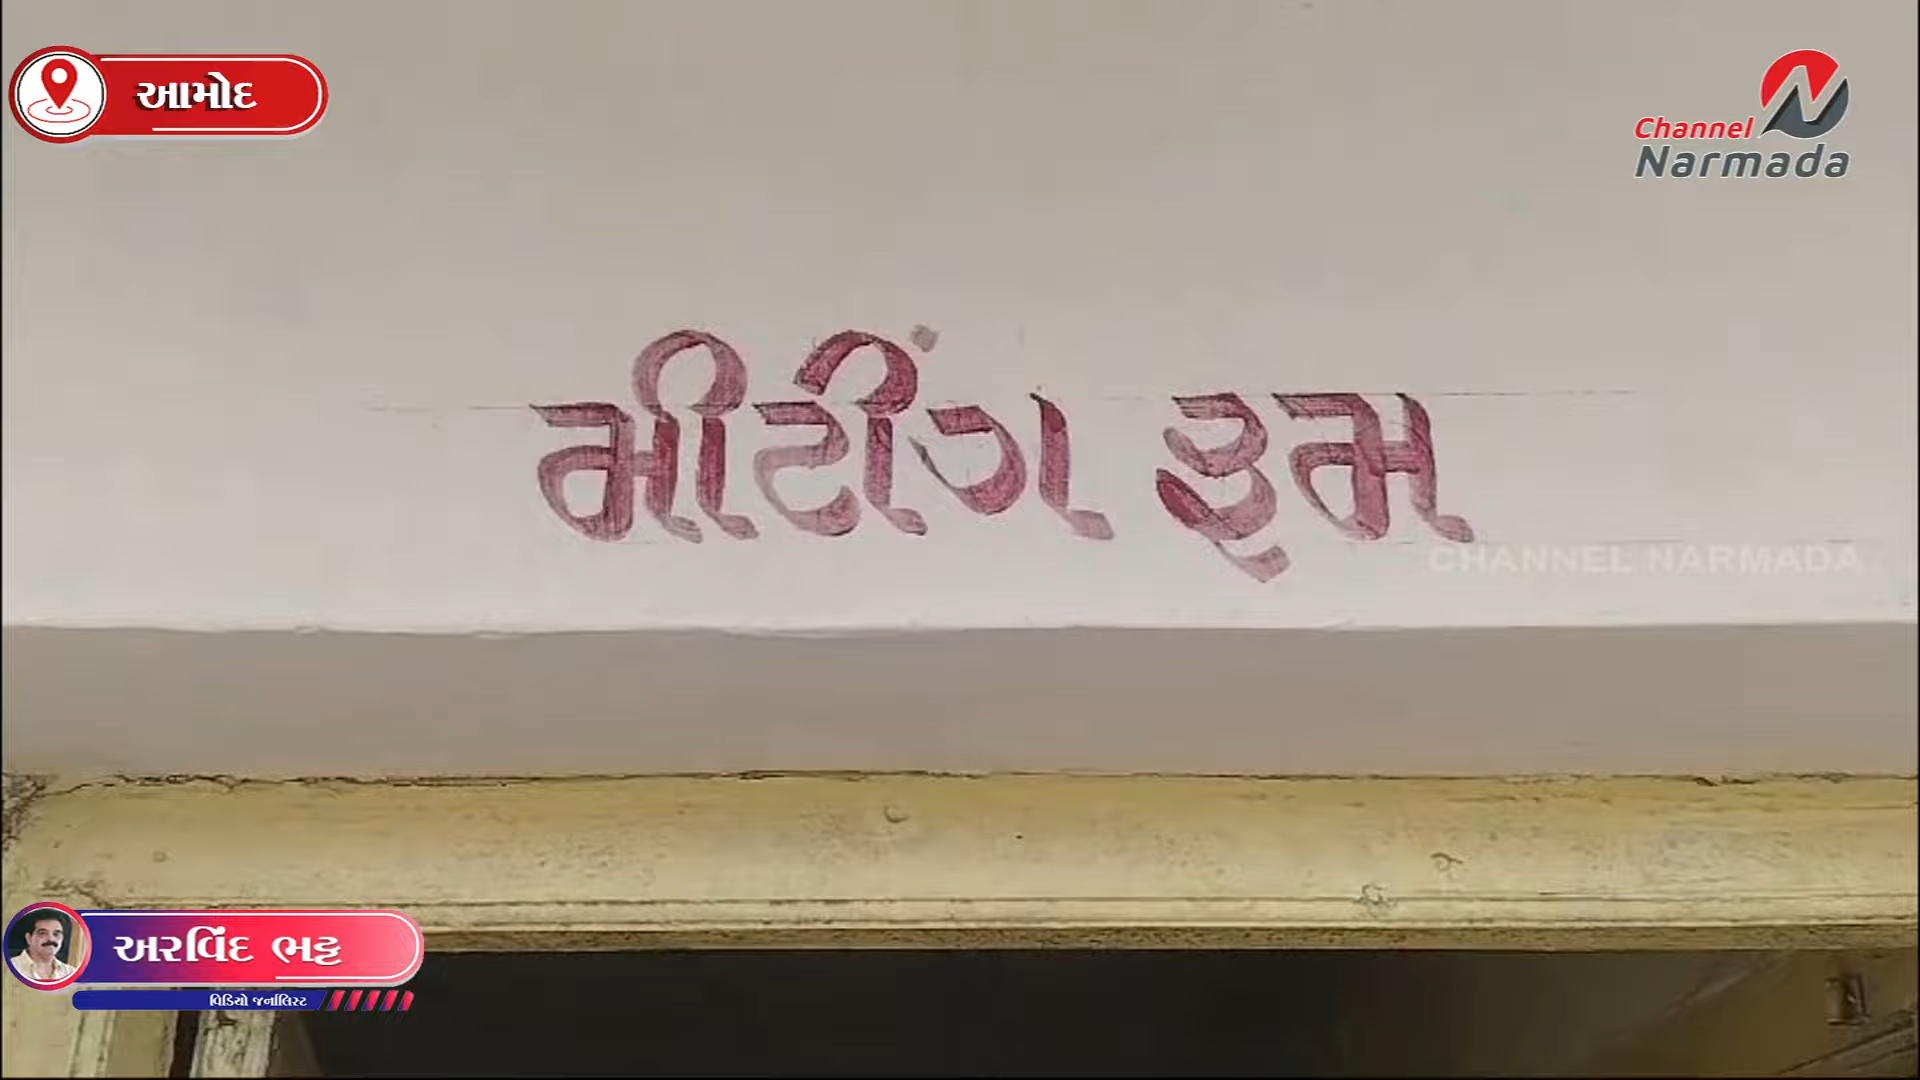 આમોદ
Channel
Narmada
મીટીંગ રૂમ
CHANNEL NARMADA
અરવિંદ ભટ્ટ
વિડિયો જર્નાલિસ્ટ